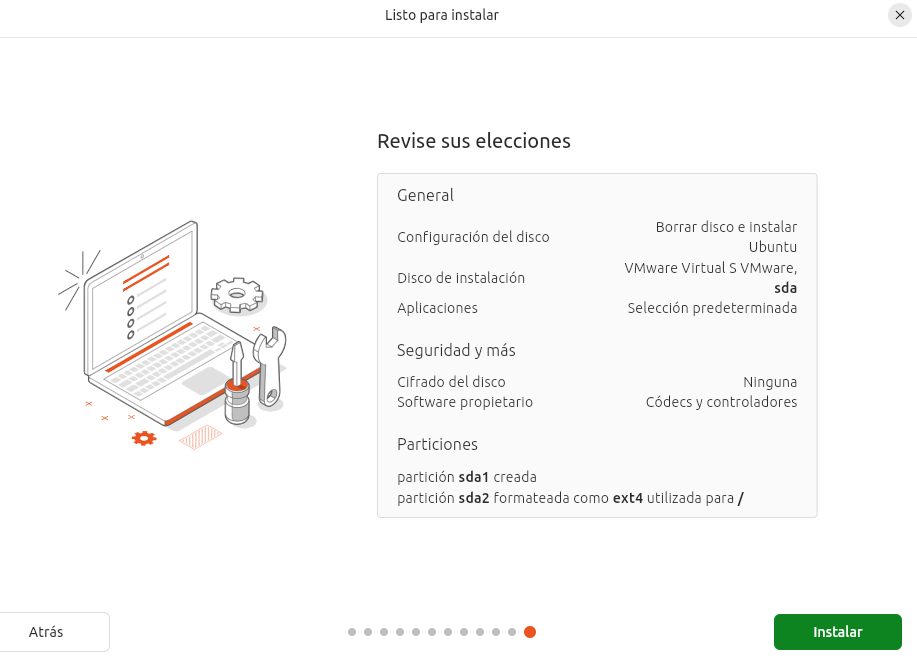 Listo para instalar
Revise sus elecciones
General
Configuración del disco
Borrar disco e instalar
Ubuntu
Disco de instalación
VMware Virtual S VMware,
sda
Aplicaciones
Selección predeterminada
Seguridad y más
Cifrado del disco
Ninguna
Software propietario
Códecs y controladores
Particiones
partición sda1 creada
partición sda2 formateada como ext4 utilizada para /
Atrás
Instalar